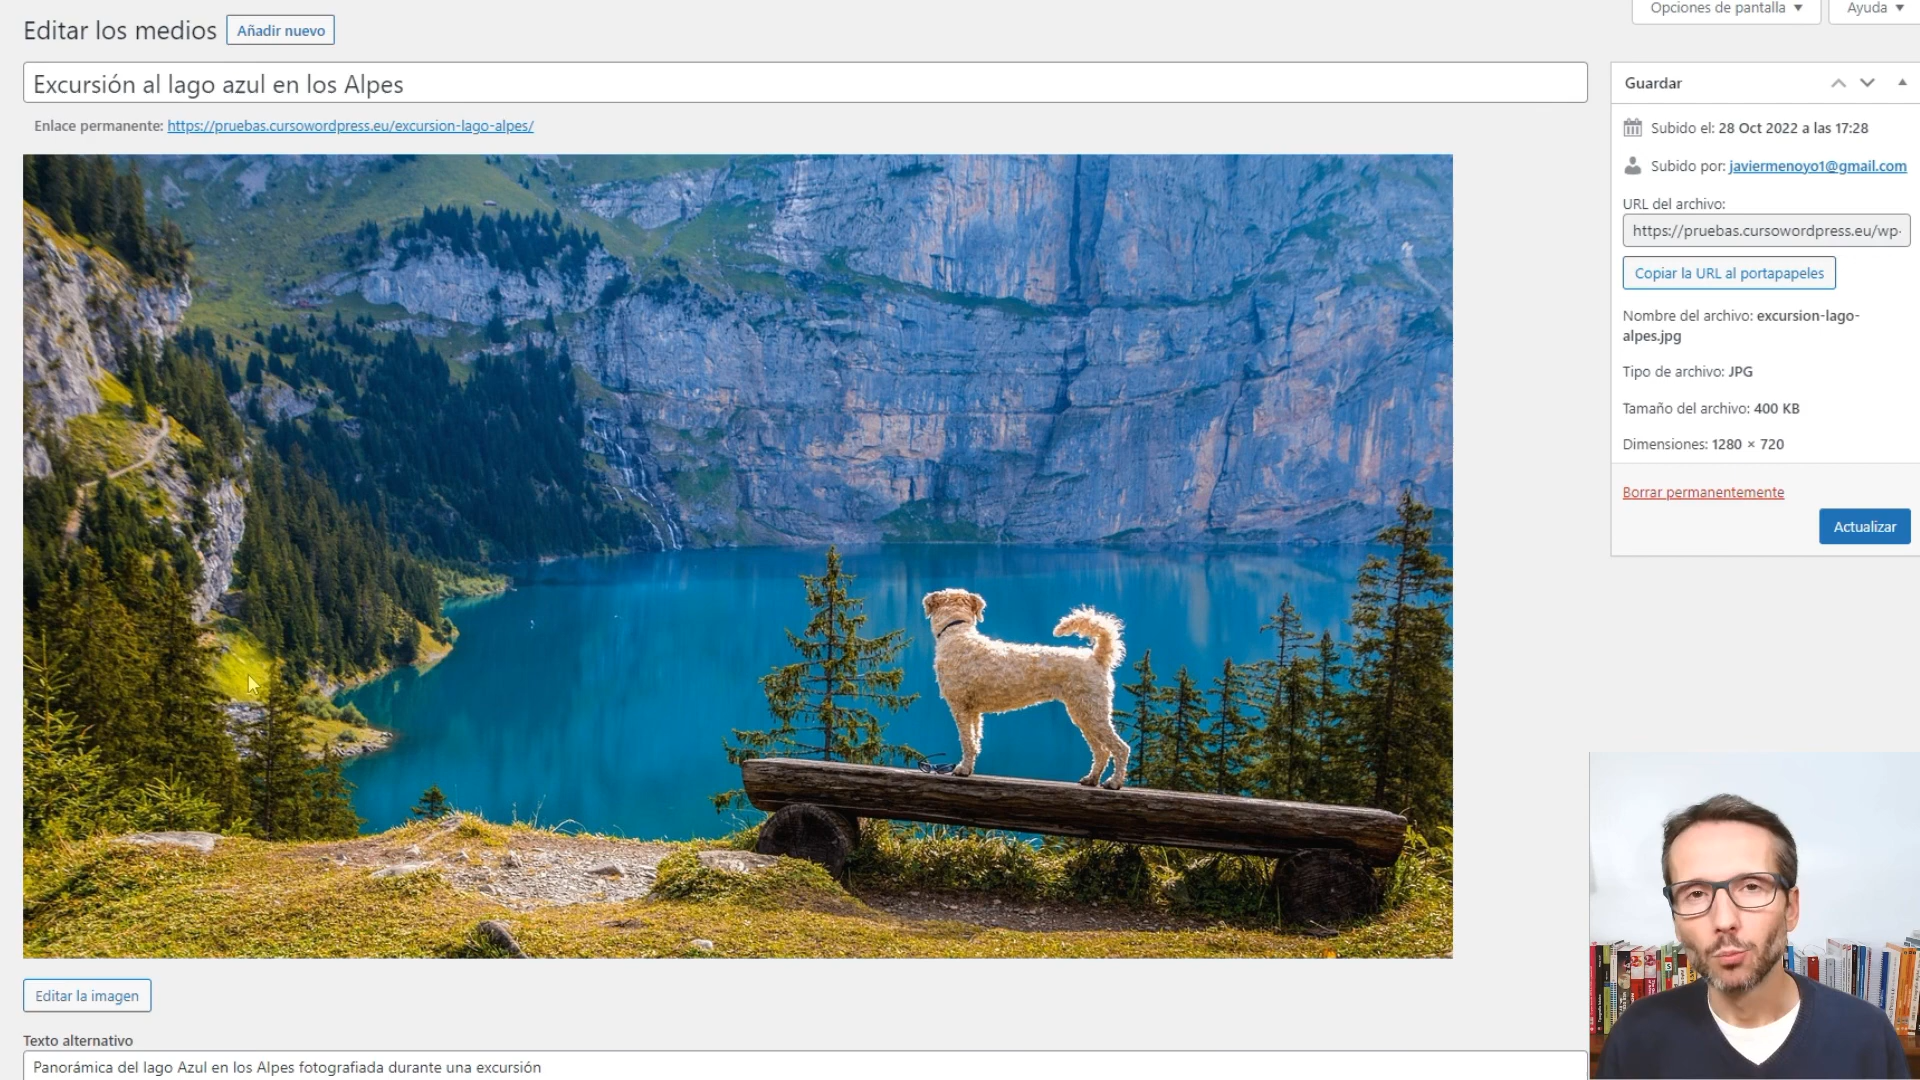 Editar los medios
Añadir nuevo
Opciones de pantalla
Ayuda
Excursión al lago azul en los Alpes
Enlace permanente: https://pruebas.cursowordpress.eu/excursion-lago-alpes/
Guardar
Subido el: 28 Oct 2022 a las 17:28
Subido por: javiermenoyo1@gmail.com
URL del archivo:
https://pruebas.cursowordpress.eu/wp-
Copiar la URL al portapapeles
Nombre del archivo: excursion-lago-
alpes.jpg
Tipo de archivo: JPG
Tamaño del archivo: 400 KB
Dimensiones: 1280 × 720
Borrar permanentemente
Actualizar
Editar la imagen
Texto alternativo
Panorámica del lago Azul en los Alpes fotografiada durante una excursión